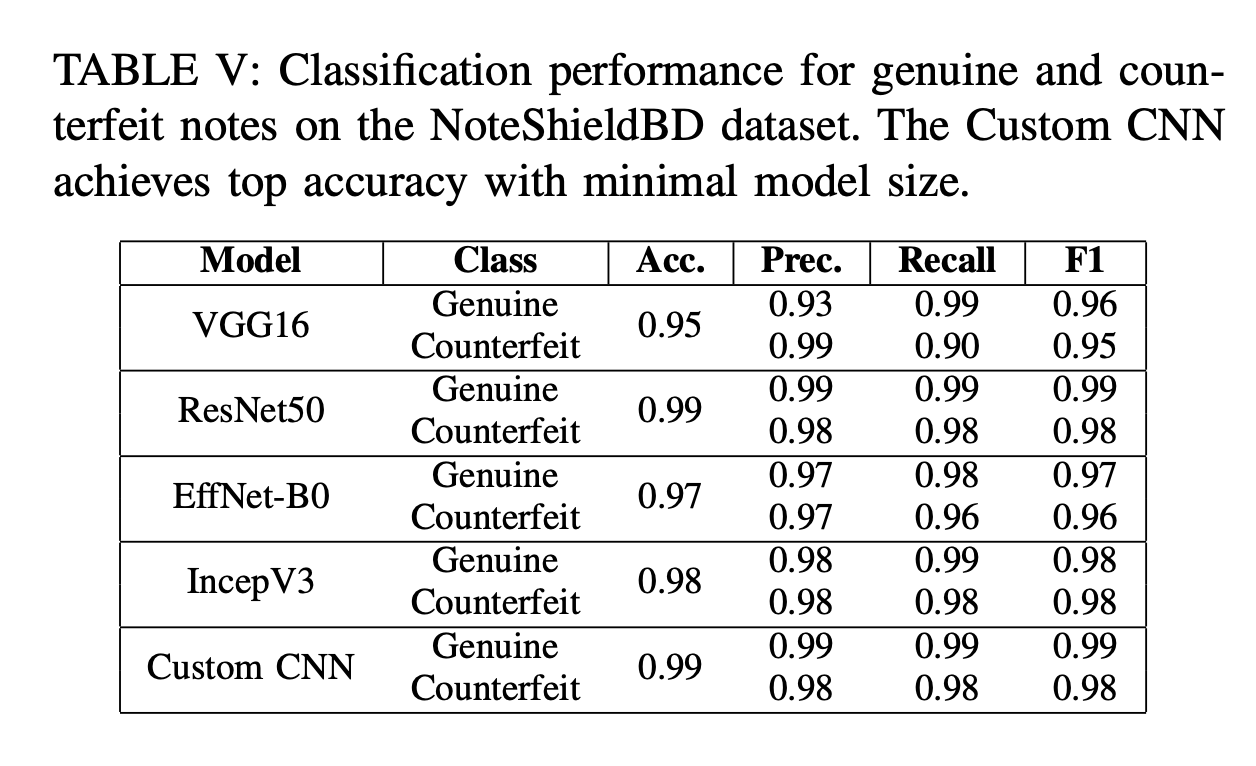 TABLE V: Classification performance for genuine and coun-
terfeit notes on the NoteShieldBD dataset. The Custom CNN
achieves top accuracy with minimal model size.
Model Class Acc. Prec. Recall F1
VGG16 Genuine 0.95 0.93 0.99 0.96
Counterfeit 0.99 0.90 0.95
ResNet50 Genuine 0.99 0.99 0.99 0.99
Counterfeit 0.98 0.98 0.98
EffNet-B0 Genuine 0.97 0.97 0.98 0.97
Counterfeit 0.97 0.96 0.96
IncepV3 Genuine 0.98 0.98 0.99 0.98
Counterfeit 0.98 0.98 0.98
Custom CNN Genuine 0.99 0.99 0.99 0.99
Counterfeit 0.98 0.98 0.98